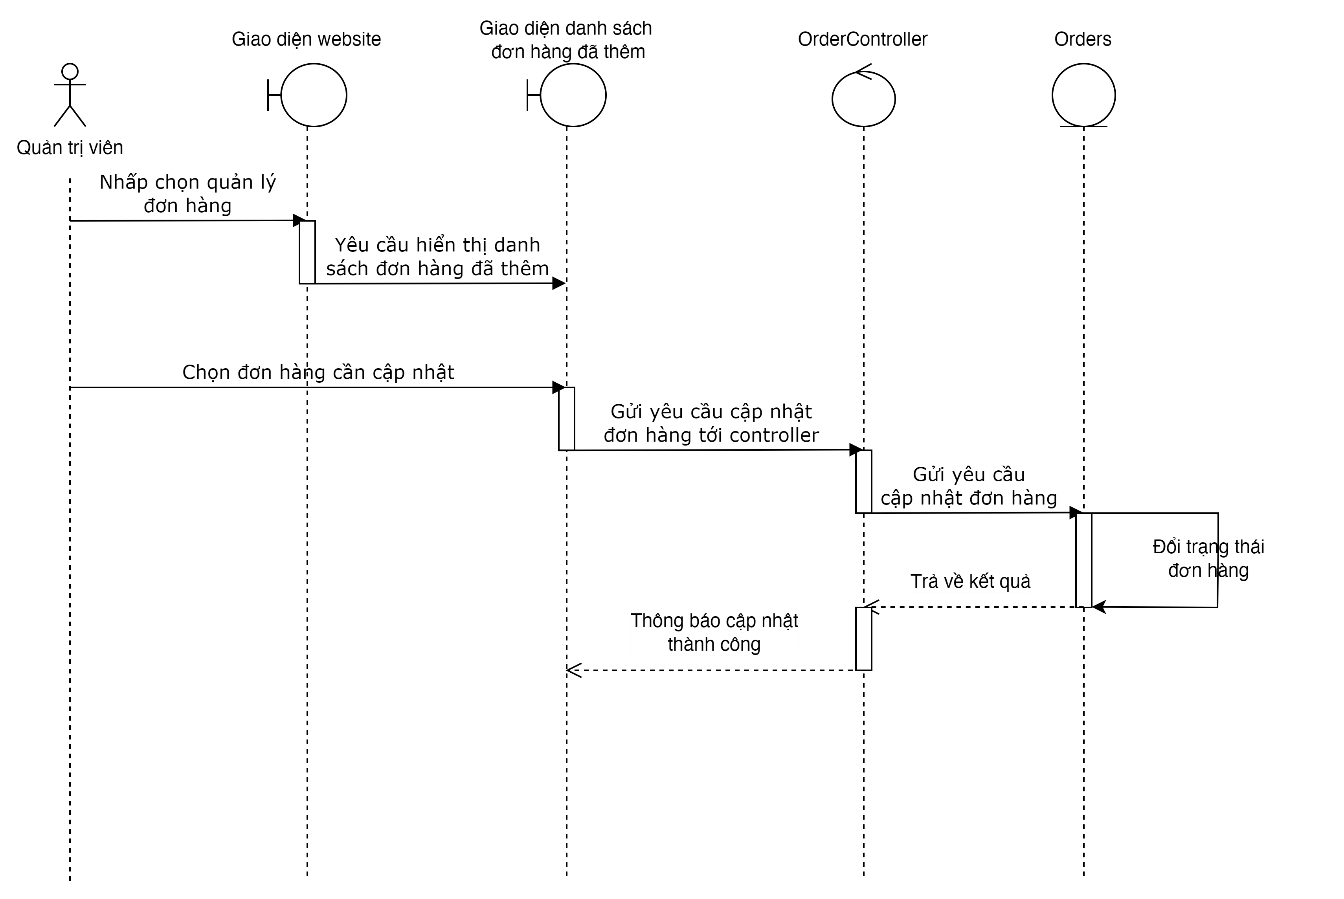 Giao diện website
Giao diện danh sách
đơn hàng đã thêm
OrderController
Orders
Quản trị viên
Nhấp chọn quản lý
đơn hàng
Yêu cầu hiển thị danh
sách đơn hàng đã thêm
Chọn đơn hàng cần cập nhật
Gửi yêu cầu cập nhật
đơn hàng tới controller
Gửi yêu cầu
cập nhật đơn hàng
Đổi trạng thái
đơn hàng
Trả về kết quả
Thông báo cập nhật
thành công